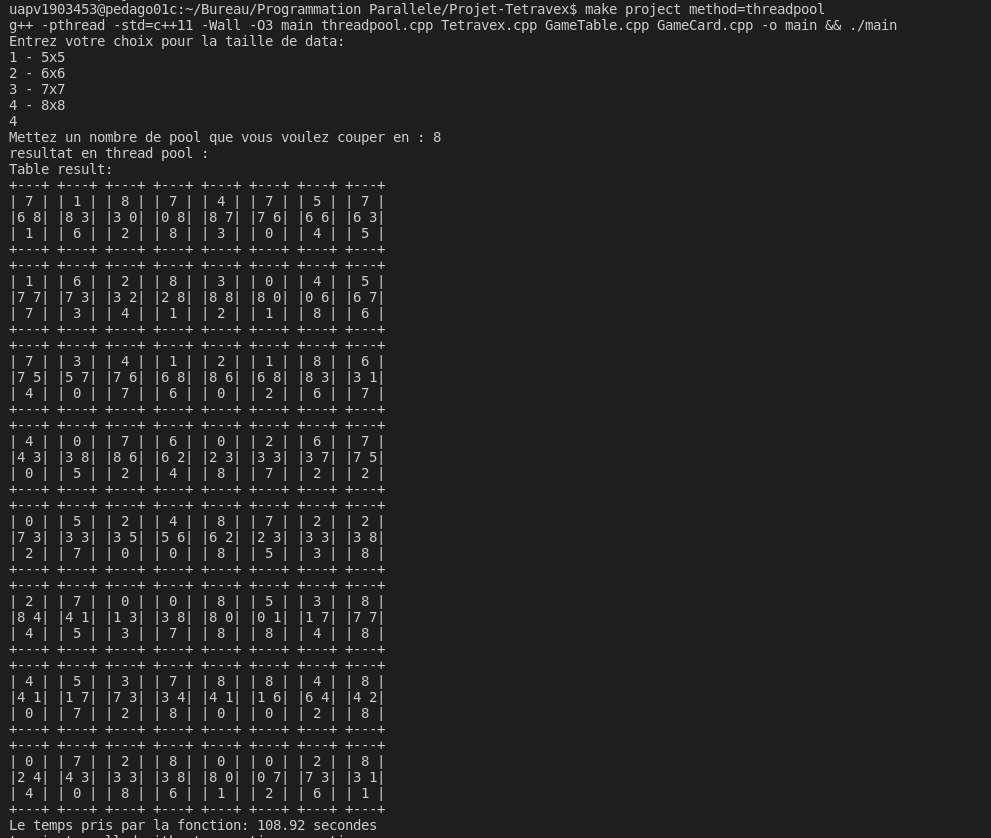 uapv1903453@pedago01c:~/Bureau/Programmation Parallele/Projet-Tetravex$ make project method=threadpool
g++ -pthread -std=c++11 -Wall -O3 main threadpool.cpp Tetravex.cpp GameTable.cpp GameCard.cpp -o main && ./main
Entrez votre choix pour la taille de data:
1 - 5x5
2 - 6x6
3 - 7x7
4 - 8x8
4
Mettez un nombre de pool que vous voulez couper en : 8
resultat en thread pool :
Table result:
+---+ +---+ +---+ +---+ +---+ +---+ +---+ +---+
| 7 | | 1 | | 8 | | 7 | | 4 | | 7 | | 5 | | 7 |
|6 8| |8 3| |3 0| |0 8| |8 7| |7 6| |6 6| |6 3|
| 1 | | 6 | | 2 | | 8 | | 3 | | 0 | | 4 | | 5 |
+---+ +---+ +---+ +---+ +---+ +---+ +---+ +---+
+---+ +---+ +---+ +---+ +---+ +---+ +---+ +---+
| 1 | | 6 | | 2 | | 8 | | 3 | | 0 | | 4 | | 5 |
|7 7| |7 3| |3 2| |2 8| |8 8| |8 0| |0 6| |6 7|
| 7 | | 3 | | 4 | | 1 | | 2 | | 1 | | 8 | | 6 |
+---+ +---+ +---+ +---+ +---+ +---+ +---+ +---+
+---+ +---+ +---+ +---+ +---+ +---+ +---+ +---+
| 7 | | 3 | | 4 | | 1 | | 2 | | 1 | | 8 | | 6 |
|7 5| |5 7| |7 6| |6 8| |8 6| |6 8| |8 3| |3 1|
| 4 | | 0 | | 7 | | 6 | | 0 | | 2 | | 6 | | 7 |
+---+ +---+ +---+ +---+ +---+ +---+ +---+ +---+
+---+ +---+ +---+ +---+ +---+ +---+ +---+ +---+
| 4 | | 0 | | 7 | | 6 | | 0 | | 2 | | 6 | | 7 |
|4 3| |3 8| |8 6| |6 2| |2 3| |3 3| |3 7| |7 5|
| 0 | | 5 | | 2 | | 4 | | 8 | | 7 | | 2 | | 2 |
+---+ +---+ +---+ +---+ +---+ +---+ +---+ +---+
+---+ +---+ +---+ +---+ +---+ +---+ +---+ +---+
| 0 | | 5 | | 2 | | 4 | | 8 | | 7 | | 2 | | 2 |
|7 3| |3 3| |3 5| |5 6| |6 2| |2 3| |3 3| |3 8|
| 2 | | 7 | | 0 | | 0 | | 8 | | 5 | | 3 | | 8 |
+---+ +---+ +---+ +---+ +---+ +---+ +---+ +---+
+---+ +---+ +---+ +---+ +---+ +---+ +---+ +---+
| 2 | | 7 | | 0 | | 0 | | 8 | | 5 | | 3 | | 8 |
|8 4| |4 1| |1 3| |3 8| |8 0| |0 1| |1 7| |7 7|
| 4 | | 5 | | 3 | | 7 | | 8 | | 8 | | 4 | | 8 |
+---+ +---+ +---+ +---+ +---+ +---+ +---+ +---+
+---+ +---+ +---+ +---+ +---+ +---+ +---+ +---+
| 4 | | 5 | | 3 | | 7 | | 8 | | 8 | | 4 | | 8 |
|4 1| |1 7| |7 3| |3 4| |4 1| |1 6| |6 4| |4 2|
| 0 | | 7 | | 2 | | 8 | | 0 | | 0 | | 2 | | 8 |
+---+ +---+ +---+ +---+ +---+ +---+ +---+ +---+
+---+ +---+ +---+ +---+ +---+ +---+ +---+ +---+
| 0 | | 7 | | 2 | | 8 | | 0 | | 0 | | 2 | | 8 |
|2 4| |4 3| |3 3| |3 8| |8 0| |0 7| |7 3| |3 1|
| 4 | | 0 | | 8 | | 6 | | 1 | | 2 | | 6 | | 1 |
+---+ +---+ +---+ +---+ +---+ +---+ +---+ +---+
Le temps pris par la fonction: 108.92 secondes